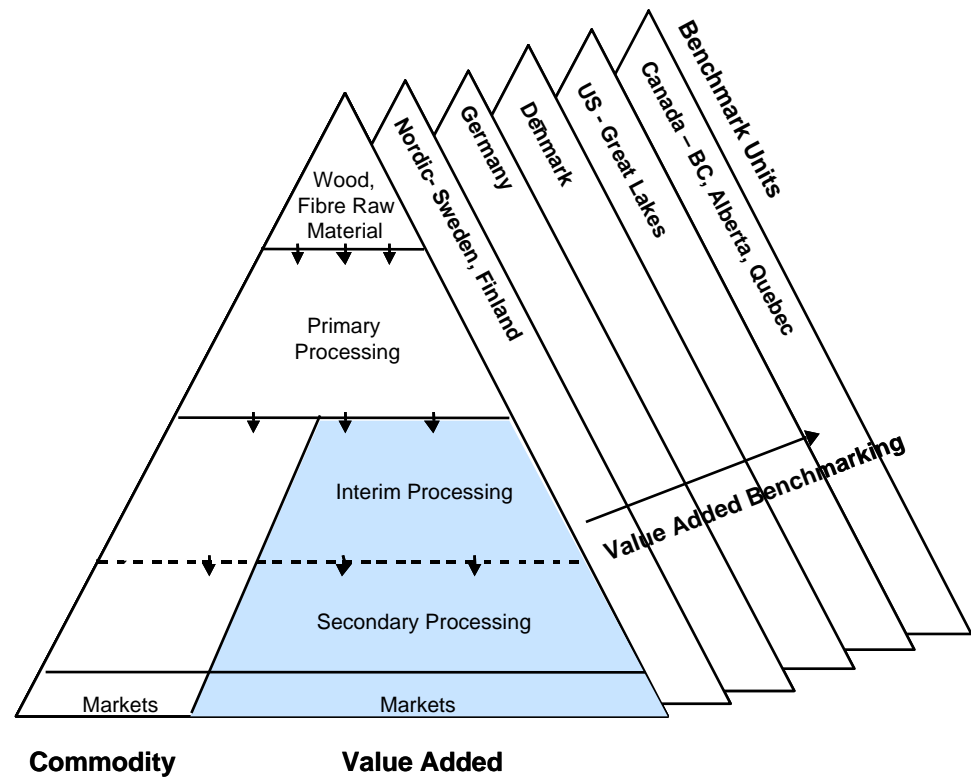 Benchmark Units
Canada – BC, Alberta, Quebec
US - Great Lakes
Denmark
Germany
Nordic- Sweden, Finland
Wood,
Fibre Raw
Material
Primary
Processing
Interim Processing
Value Added Benchmarking
Secondary Processing
Markets
Markets
Commodity
Value Added